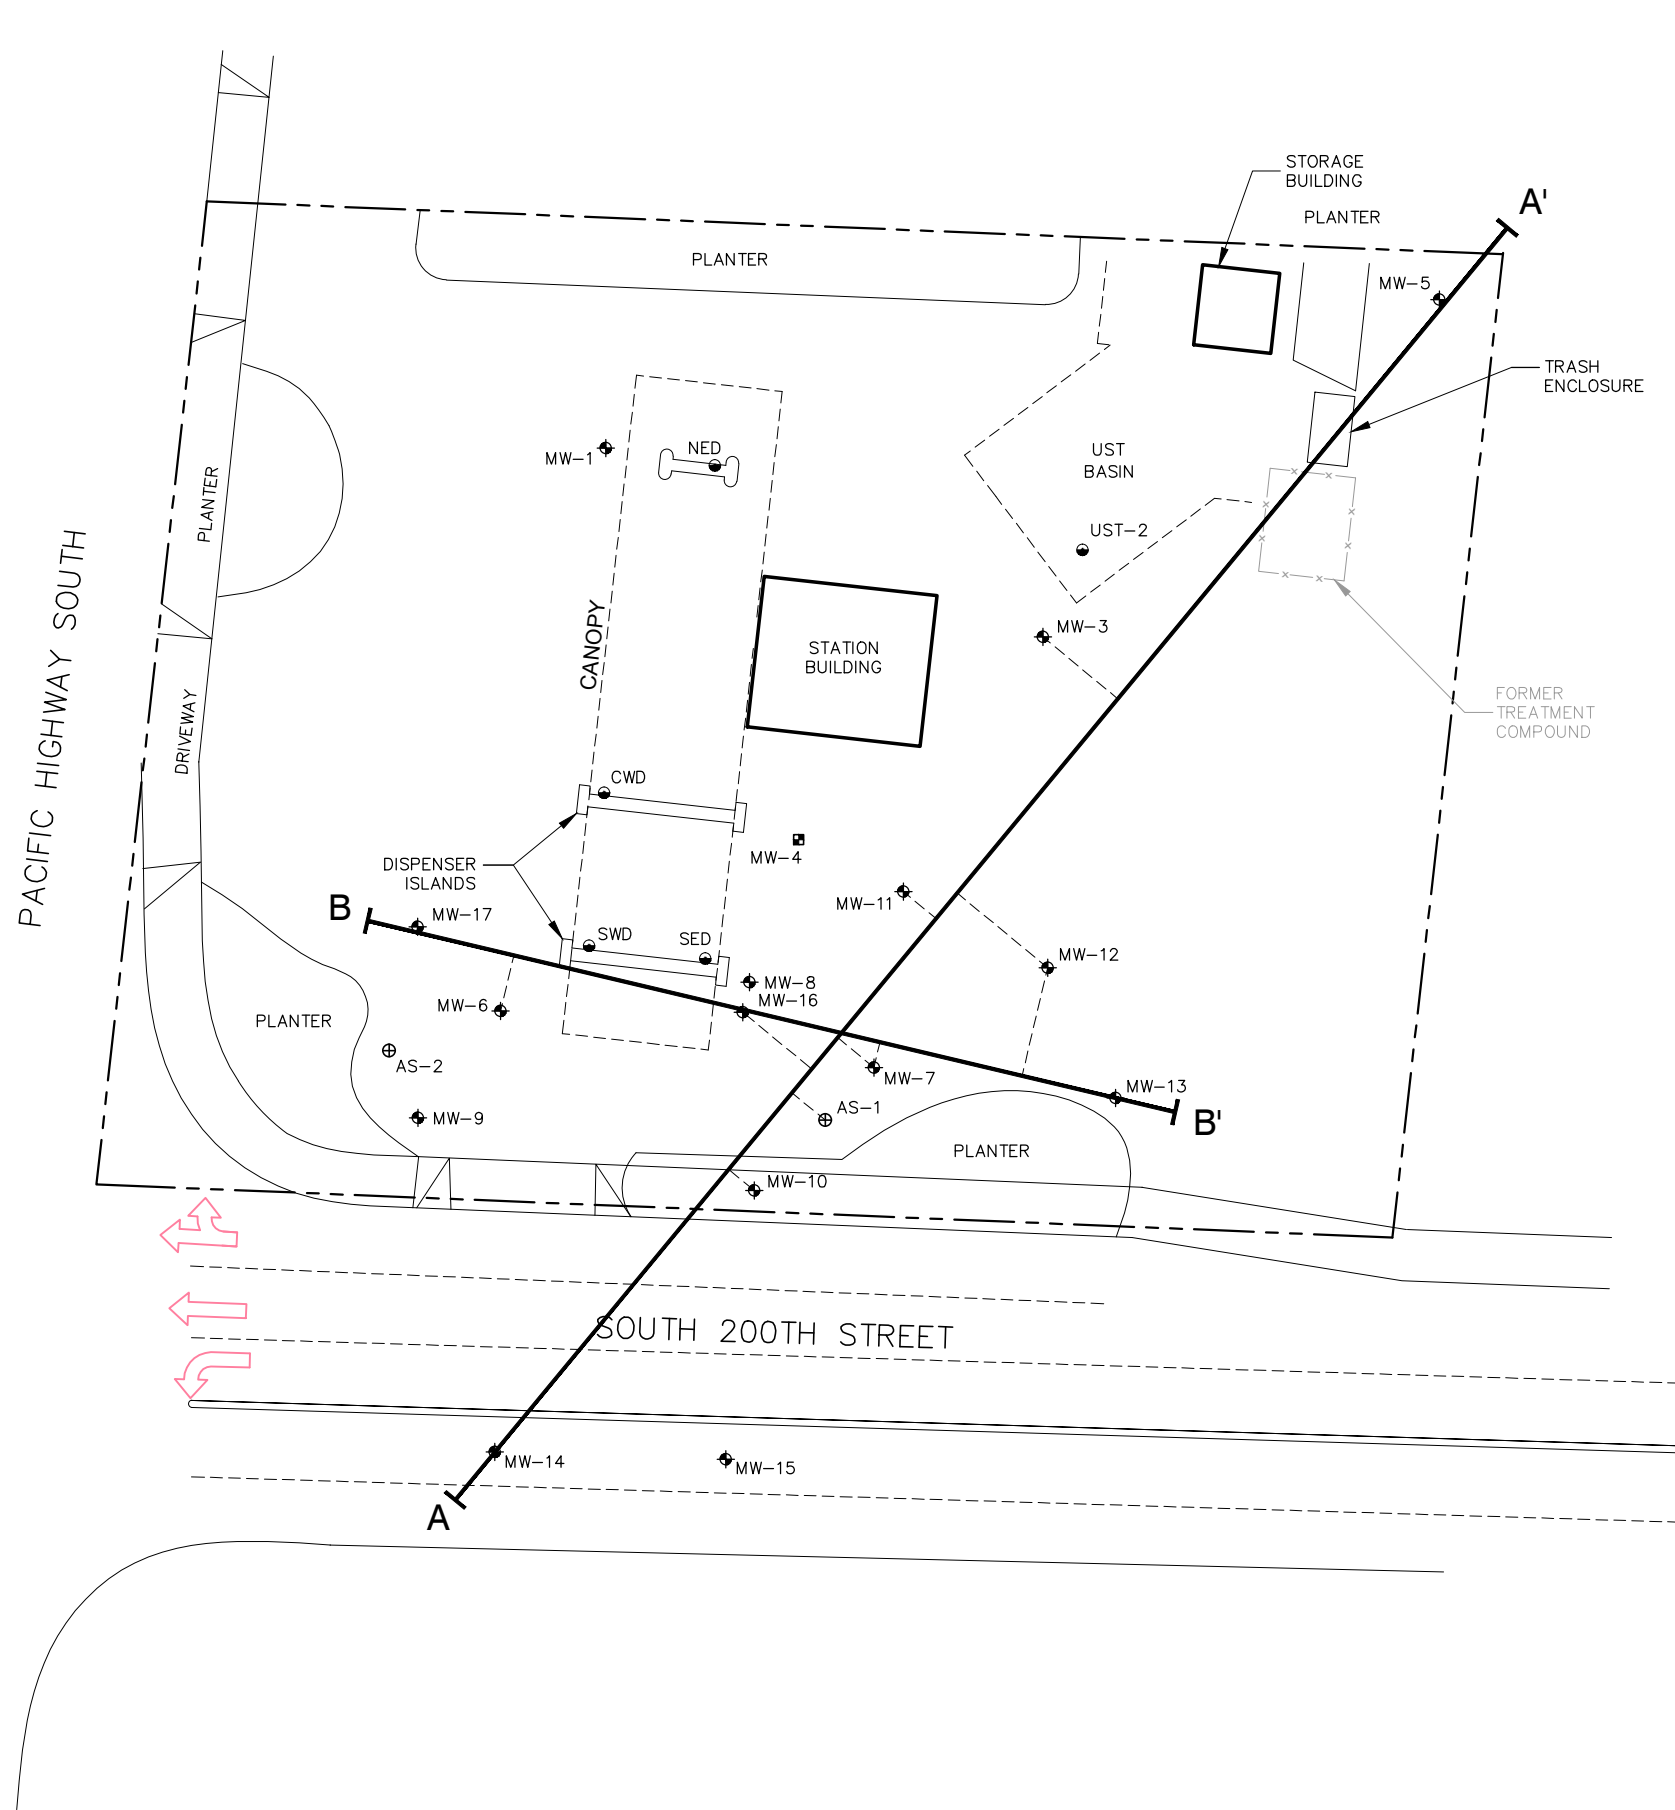 STORAGE
BUILDING
A'
PLANTER
PLANTER
MW-5
TRASH
ENCLOSURE
MW-1
NED
UST
BASIN
PLANTER
UST-2
PACIFIC HIGHWAY SOUTH
CANOPY
STATION
BUILDING
MW-3
FORMER
TREATMENT
COMPOUND
DRIVEWAY
CWD
MW-4
DISPENSER
ISLANDS
MW-11
B
MW-17
SWD
SED
MW-12
MW-8
MW-16
MW-6
PLANTER
AS-2
MW-7
MW-13
AS-1
B'
MW-9
PLANTER
MW-10
SOUTH 200TH STREET
MW-14
MW-15
A